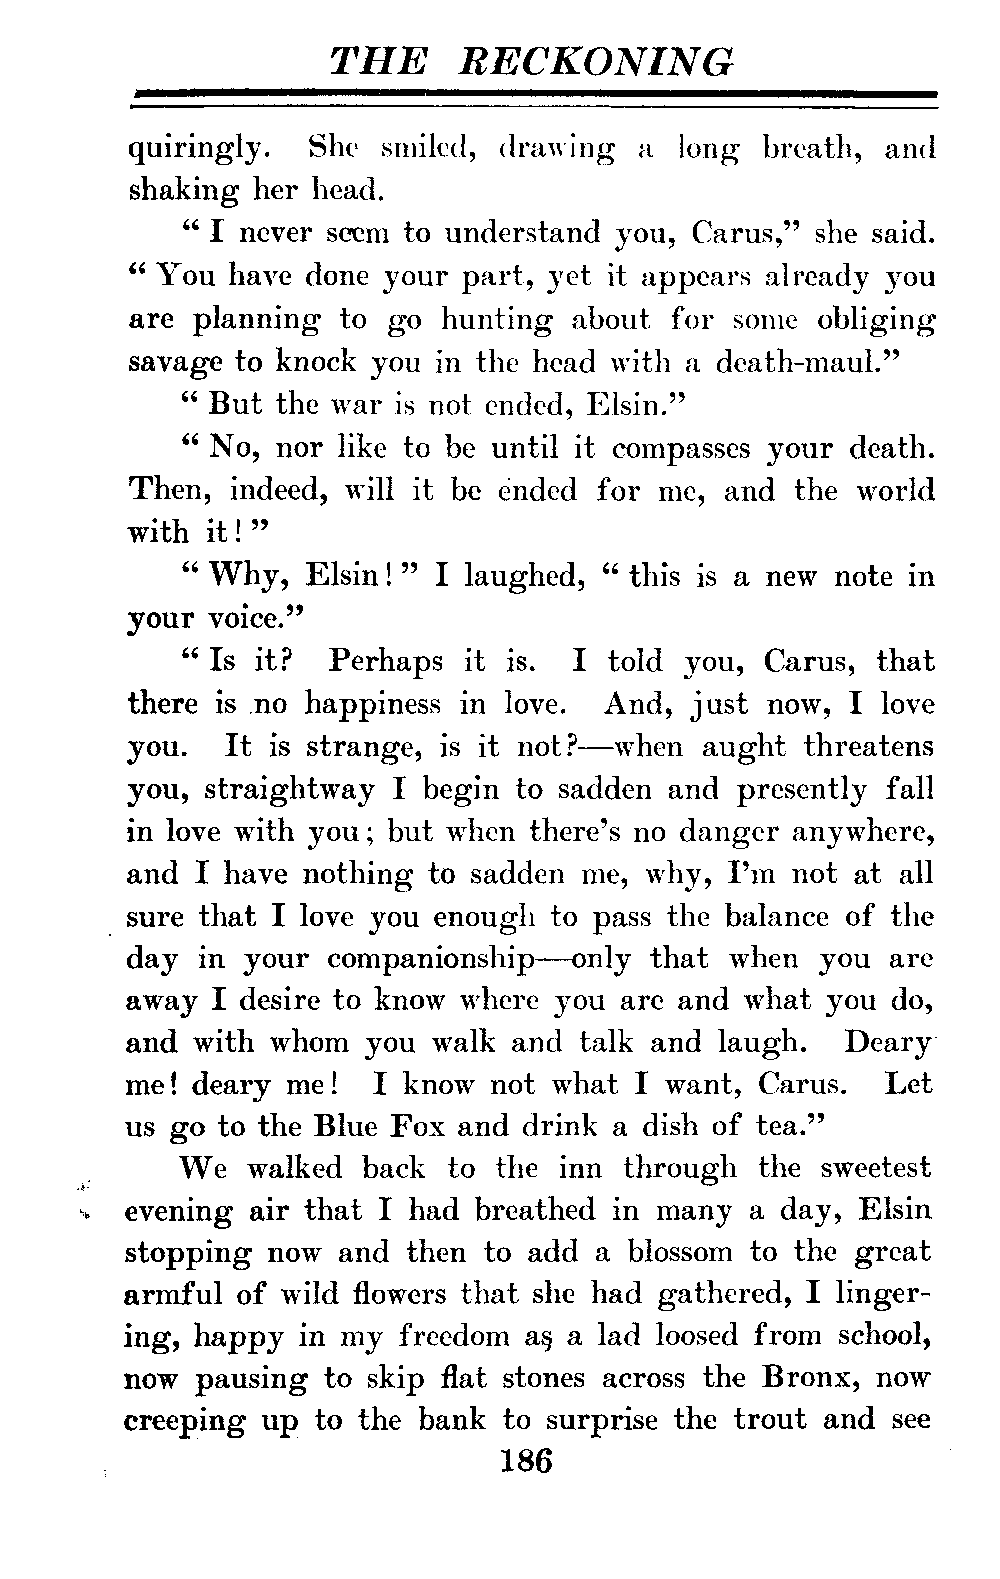 THE RECKONING
quiringly. She smiled, drawing a long breath, and
shaking her head.
“ I never seem to understand you, Carus,” she said.
“ You have done your part, yet it appears already you
are planning to go hunting about for some obliging
savage to knock you in the head with a death-maul.”
“ But the war is not ended, Elsin.”
“ No, nor like to be until it compasses your death.
Then, indeed, will it be ended for me, and the world
with it! ”
“ Why, Elsin! ” I laughed, “ this is a new note in
your voice.”
“ Is it? Perhaps it is. I told you, Carus, that
there is no happiness in love. And, just now, I love
you. It is strange, is it not?—when aught threatens
you, straightway I begin to sadden and presently fall
in love with you; but when there’s no danger anywhere,
and I have nothing to sadden me, why, I’m not at all
sure that I love you enough to pass the balance of the
day in your companionship—only that when you are
away I desire to know where you are and what you do,
and with whom you walk and talk and laugh. Deary
me! deary me! I know not what I want, Carus. Let
us go to the Blue Fox and drink a dish of tea.”
We walked back to the inn through the sweetest
evening air that I had breathed in many a day, Elsin
stopping now and then to add a blossom to the great
armful of wild flowers that she had gathered, I linger-
ing, happy in my freedom as a lad loosed from school,
now pausing to skip flat stones across the Bronx, now
creeping up to the bank to surprise the trout and see
186